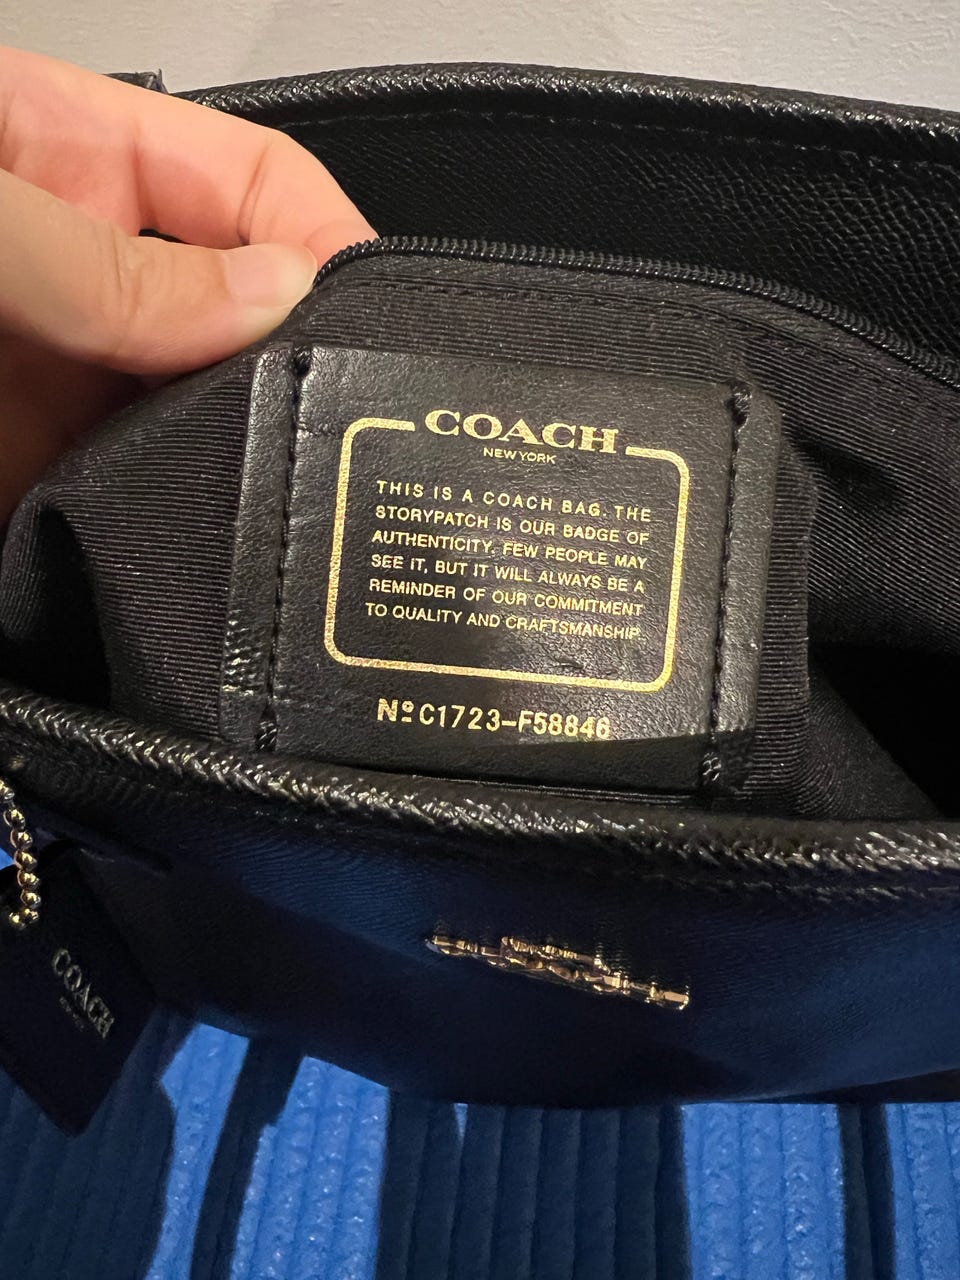 COACH
NEW YORK
THIS IS A COACH BAG. THE
STORYPATCH IS OUR BADGE OF
AUTHENTICITY. FEW PEOPLE MAY
SEE IT, BUT IT WILL ALWAYS BE A
REMINDER OF OUR COMMITMENT
TO QUALITY AND CRAFTSMANSHIP.
Nº C1723-F58846
COACH